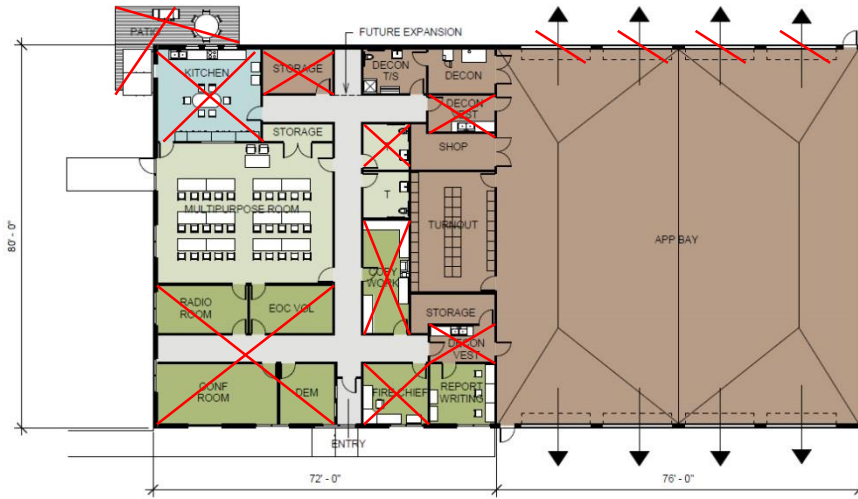 FUTURE EXPANSION
PATIO
KITCHEN
STORAGE
DECON
T/S
DECON
DECON
VEST
STORAGE
SHOP
T
MULTIPURPOSE ROOM
TURNOUT
APP BAY
80' - 0"
COPY
WORK
RADIO
ROOM
EOC VOL
STORAGE
DECON
VEST
CONF
ROOM
DEM
FIRE CHIEF
REPORT
WRITING
ENTRY
72' - 0"
76' - 0"